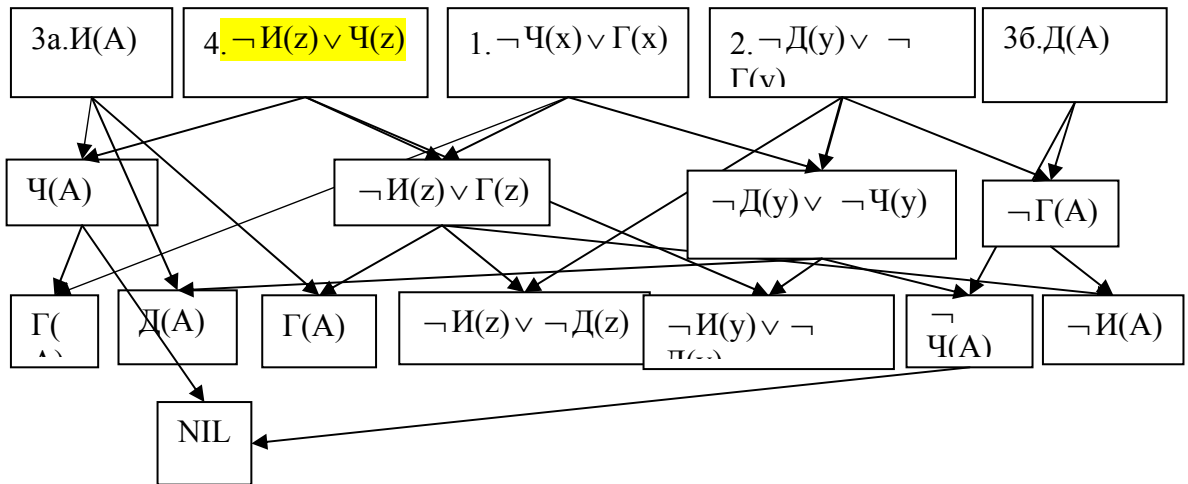 3а.И(A)
4.¬И(z)∨Ч(z)
1.¬Ч(x)∨Г(x)
2.¬Д(y)∨ ¬
Г(y)
3б.Д(A)
Ч(A)
¬И(z)∨Г(z)
¬Д(y)∨ ¬Ч(y)
¬Г(A)
Г(
A)
Д(A)
Г(A)
¬И(z)∨ ¬Д(z)
¬И(y)∨ ¬
Д(y)
¬
Ч(A)
¬И(A)
NIL